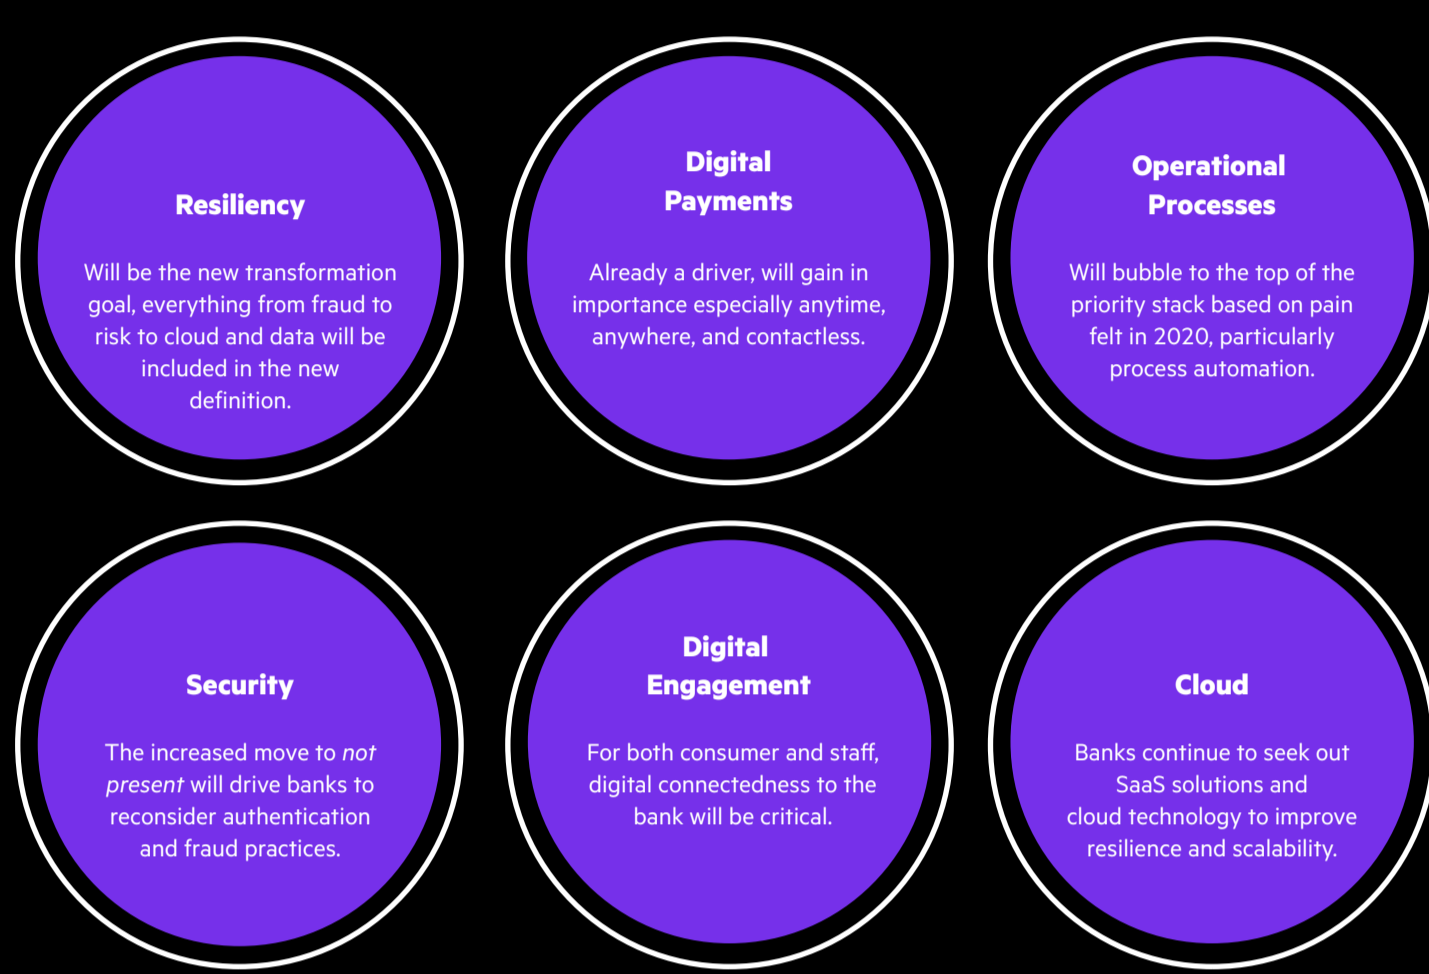 Resiliency
Will be the new transformation
goal, everything from fraud to
risk to cloud and data will be
included in the new
definition.
Digital
Payments
Already a driver, will gain in
importance especially anytime,
anywhere, and contactless.
Operational
Processes
Will bubble to the top of the
priority stack based on pain
felt in 2020, particularly
process automation.
Security
The increased move to not
present will drive banks to
reconsider authentication
and fraud practices.
Digital
Engagement
For both consumer and staff,
digital connectedness to the
bank will be critical.
Cloud
Banks continue to seek out
SaaS solutions and
cloud technology to improve
resilience and scalability.